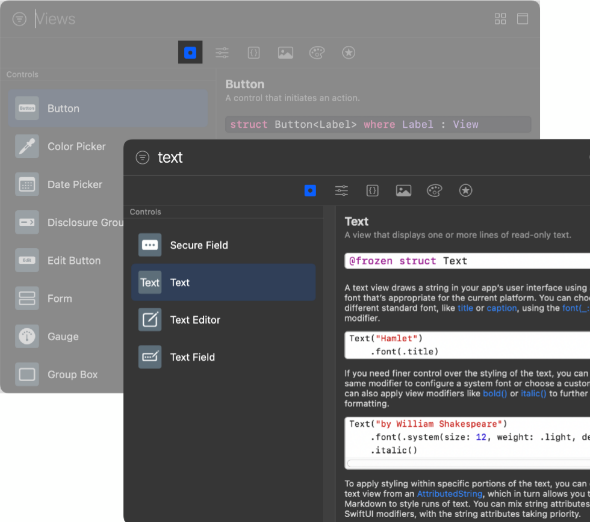 Views
Controls
Button
Color Picker
Date Picker
Disclosure Grou
Edit Button
Form
Gauge
Group Box
Button
A control that initiates an action.
struct Button<Label> where Label : View
text
Controls
Secure Field
Text
Text
Text Editor
Text Field
Text
A view that displays one or more lines of read-only text.
@frozen struct Text
A text view draws a string in your app's user interface using
font that's appropriate for the current platform. You can choo
different standard font, like title or caption, using the font(_:
modifier.
Text("Hamlet")
.font(.title)
If you need finer control over the styling of the text, you can
same modifier to configure a system font or choose a custom
can also apply view modifiers like bold() or italic() to further
formatting.
Text("by William Shakespeare")
.font(.system(size: 12, weight: .light, de
.italic()
To apply styling within specific portions of the text, you can
text view from an AttributedString, which in turn allows you t
Markdown to style runs of text. You can mix string attributes
SwiftUI modifiers, with the string attributes taking priority.